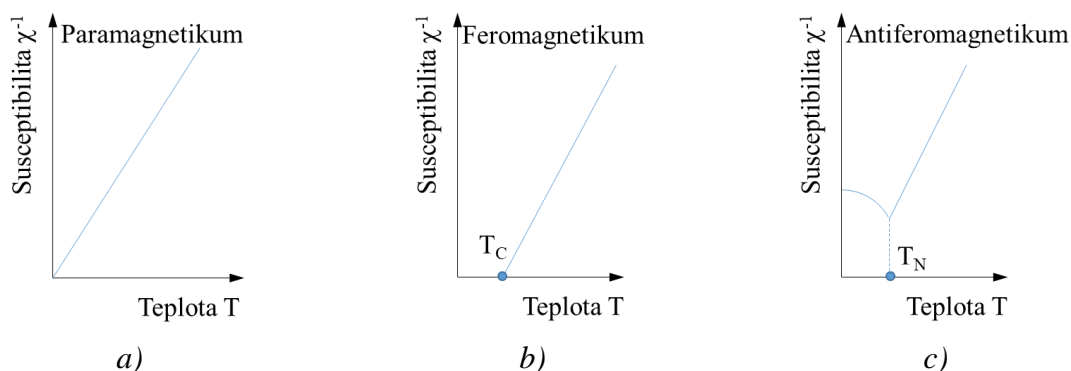 Susceptibilita χ⁻¹
Paramagnetikum
Teplota T
a)
Susceptibilita χ⁻¹
Feromagnetikum
T_C
Teplota T
b)
Susceptibilita χ⁻¹
Antiferomagnetikum
T_N
Teplota T
c)